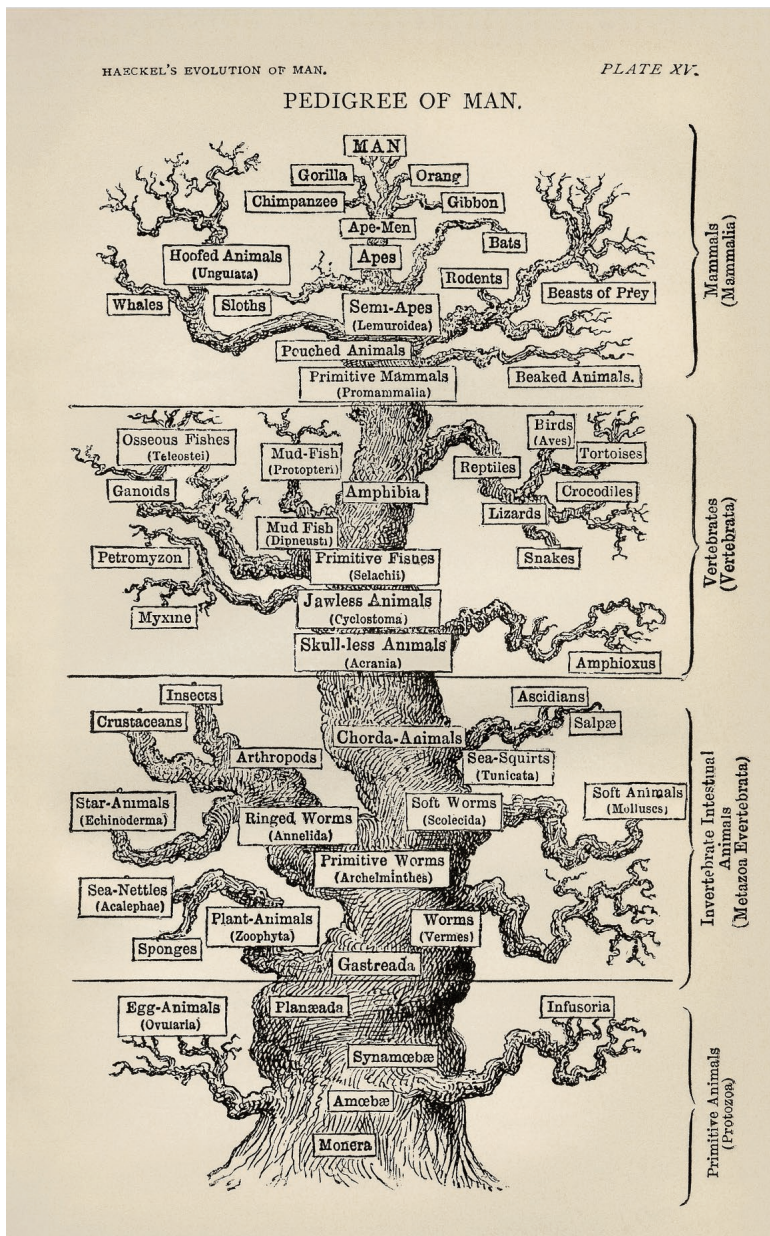 HAECKEL'S EVOLUTION OF MAN.
PLATE XV.
PEDIGREE OF MAN.
MAN
Gorilla
Orang
Chimpanzee
Gibbon
Ape-Men
Bats
Hoofed Animals
(Ungulata)
Apes
Rodents
Beasts of Prey
Whales
Sloths
Semi-Apes
(Lemuroidea)
Pouched Animals
Primitive Mammals
(Promammalia)
Beaked Animals.
Mammals
(Mammalia)
Osseous Fishes
(Teleostei)
Mud-Fish
(Protopteri)
Birds
(Aves)
Tortoises
Reptiles
Ganoids
Amphibia
Crocodiles
Lizards
Mud Fish
(Dipneusti)
Petromyzon
Primitive Fishes
(Selachii)
Snakes
Jawless Animals
(Cyclostoma)
Myxine
Skull-less Animals
(Acrania)
Amphioxus
Vertebrates
(Vertebrata)
Insects
Ascidians
Crustaceans
Salpæ
Chorda-Animals
Arthropods
Sea-Squirts
(Tunicata)
Star-Animals
(Echinoderma)
Ringed Worms
(Annelida)
Soft Worms
(Scolecida)
Soft Animals
(Molluscs)
Primitive Worms
(Archelminthes)
Sea-Nettles
(Acalephae)
Plant-Animals
(Zoophyta)
Worms
(Vermes)
Sponges
Gastreada
Invertebrate Intestinal
Animals
(Metazoa Evertebrata)
Egg-Animals
(Ovularia)
Planæada
Infusoria
Synamœbæ
Amœbæ
Monera
Primitive Animals
(Protozoa)